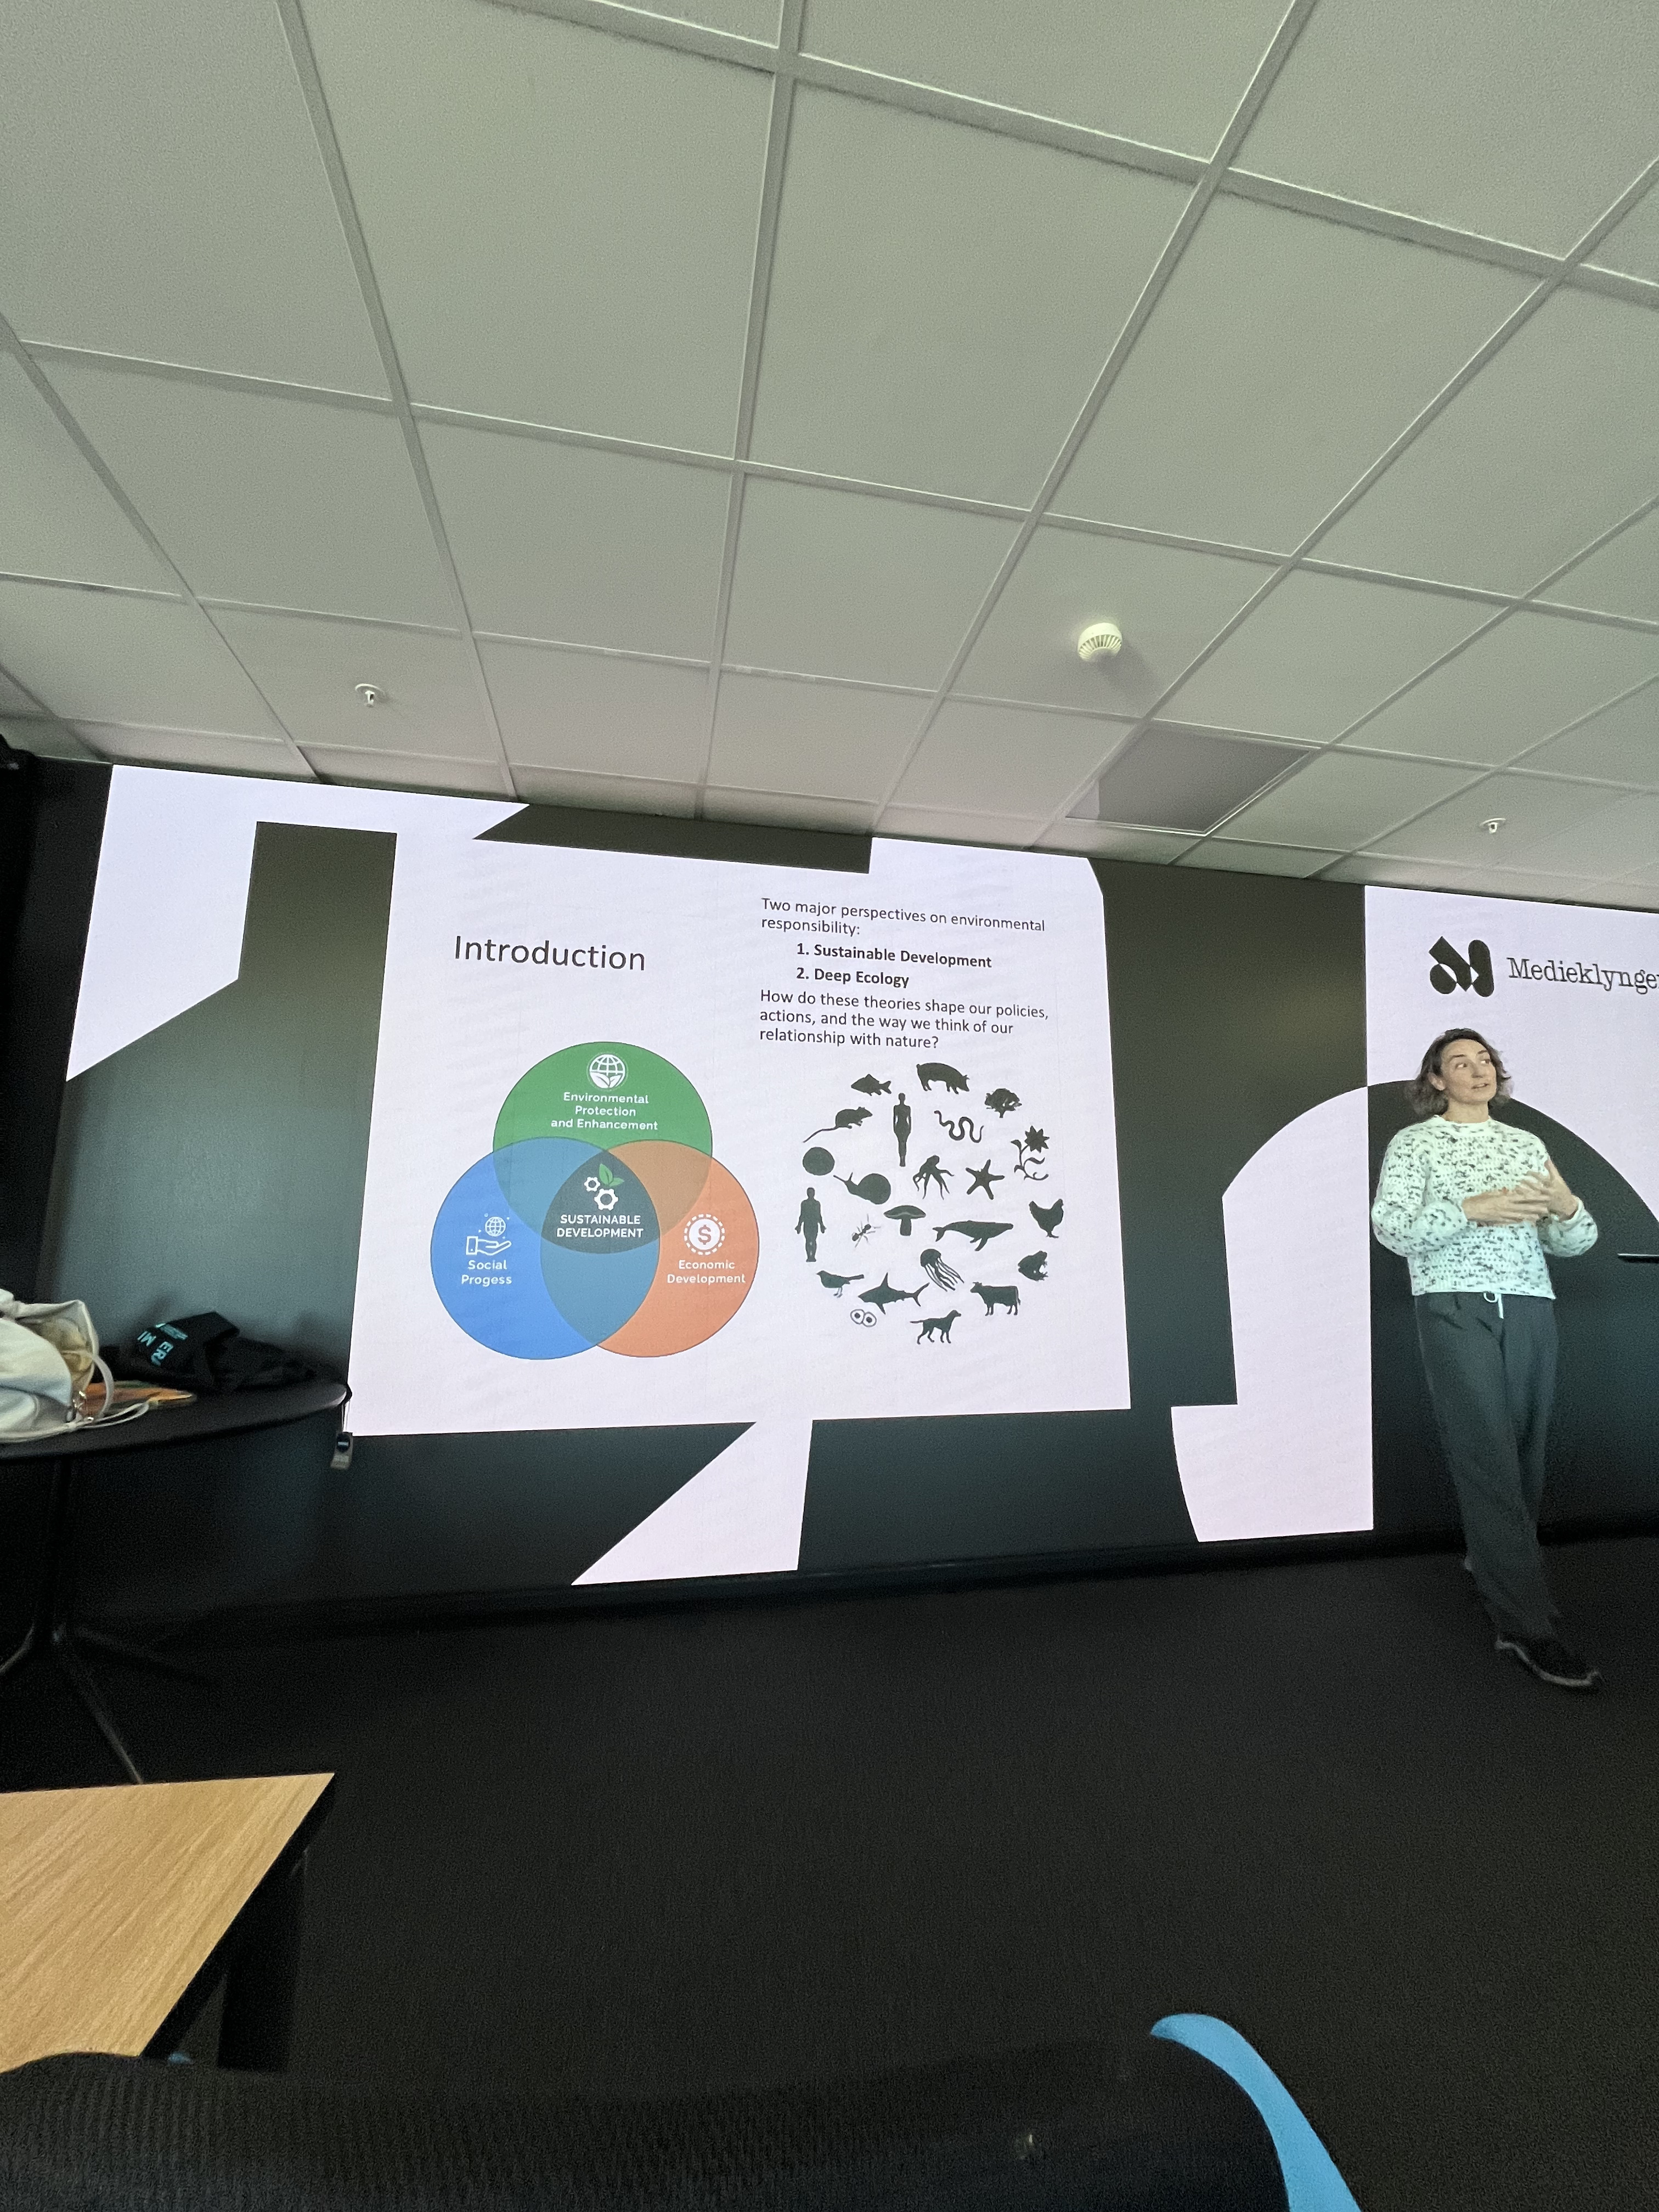 Introduction
Two major perspectives on environmental
responsibility:
1. Sustainable Development
2. Deep Ecology
How do these theories shape our policies,
actions, and the way we think of our
relationship with nature?
Environmental
Protection
and Enhancement
SUSTAINABLE
DEVELOPMENT
Social
Progess
$
Economic
Development
Medieklynge